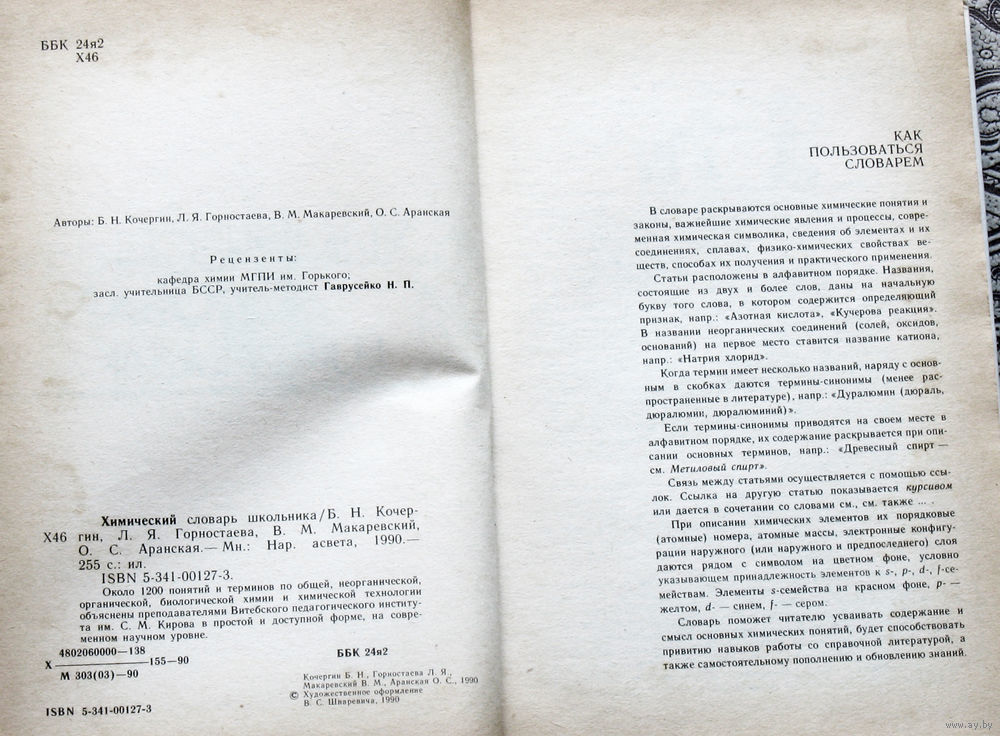 ББК 24я2
Х46
Авторы: Б. Н. Кочергин, Л. Я. Горностаева, В. М. Макаревский, О. С. Аранская
Рецензенты:
кафедра химии МГПИ им. Горького;
засл. учительница БССР, учитель-методист Гаврусейко Н. П.
Химический словарь школьника/Б. Н. Кочер-
Х46 гин, Л. Я. Горностаева, В. М. Макаревский,
О. С. Аранская.— Мн.: Нар. асвета, 1990.—
255 с.: ил.
ISBN 5-341-00127-3.
Около 1200 понятий и терминов по общей, неорганической,
органической, биологической химии и химической технологии
объяснены преподавателями Витебского педагогического институ-
та им. С. М. Кирова в простой и доступной форме, на совре-
менном научном уровне.
4802060000—138
Х ————— 155—90
М 303(03)—90
ББК 24я2
ISBN 5-341-00127-3
Кочергин Б. Н., Горностаева Л. Я.,
Макаревский В. М., Аранская О. С., 1990
© Художественное оформление
В. С. Шваревича, 1990
КАК
ПОЛЬЗОВАТЬСЯ
СЛОВАРЕМ
В словаре раскрываются основные химические понятия и
законы, важнейшие химические явления и процессы, совре-
менная химическая символика, сведения об элементах и их
соединениях, сплавах, физико-химических свойствах ве-
ществ, способах их получения и практического применения.
Статьи расположены в алфавитном порядке. Названия,
состоящие из двух и более слов, даны на начальную
букву того слова, в котором содержится определяющий
признак, напр.: «Азотная кислота», «Кучерова реакция».
В названии неорганических соединений (солей, оксидов,
оснований) на первое место ставится название катиона,
напр.: «Натрия хлорид».
Когда термин имеет несколько названий, наряду с основ-
ным в скобках даются термины-синонимы (менее рас-
пространенные в литературе), напр.: «Дуралюмин (дюраль,
дюралюмин, дюралюминий)».
Если термины-синонимы приводятся на своем месте в
алфавитном порядке, их содержание раскрывается при опи-
сании основных терминов, напр.: «Древесный спирт —
см. Метиловый спирт».
Связь между статьями осуществляется с помощью ссы-
лок. Ссылка на другую статью показывается курсивом
или дается в сочетании со словами см., см. также ... .
При описании химических элементов их порядковые
(атомные) номера, атомные массы, электронные конфигу-
рации наружного (или наружного и предпоследнего) слоя
даются рядом с символом на цветном фоне, условно
указывающем принадлежность элементов к s-, p-, d-, f-се-
мействам. Элементы s-семейства на красном фоне, p- —
желтом, d- — синем, f- — сером.
Словарь поможет читателю усваивать содержание и
смысл основных химических понятий, будет способствовать
привитию навыков работы со справочной литературой, а
также самостоятельному пополнению и обновлению знаний.
www.ay.by